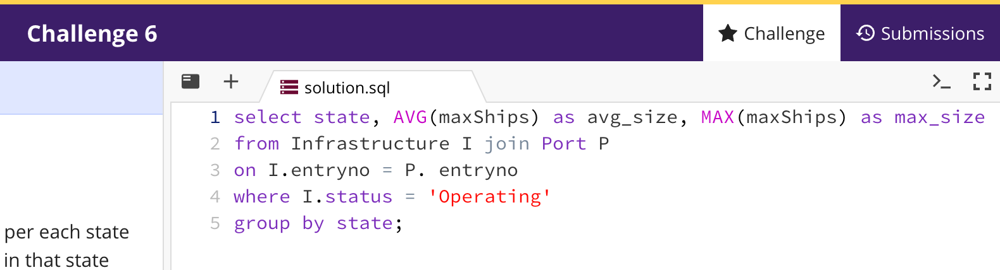 Challenge 6
Challenge
Submissions
solution.sql
1 select state, AVG(maxShips) as avg_size, MAX(maxShips) as max_size
2 from Infrastructure I join Port P
3 on I.entryno = P. entryno
4 where I.status = 'Operating'
5 group by state;
per each state
in that state